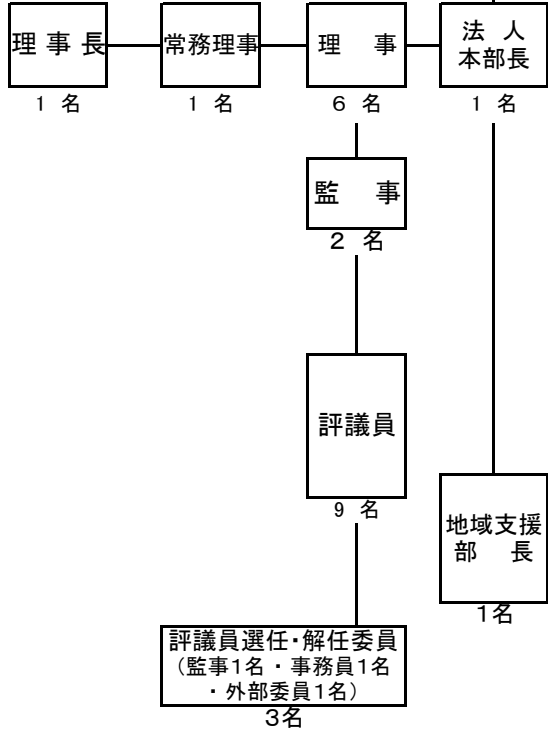 理事長
常務理事
理　事
法　人
本部長
1 名
1 名
6 名
1 名
監　事
2 名
評議員
9 名
地域支援
部　長
1名
評議員選任・解任委員
（監事1名・事務員1名
・外部委員1名）
3名